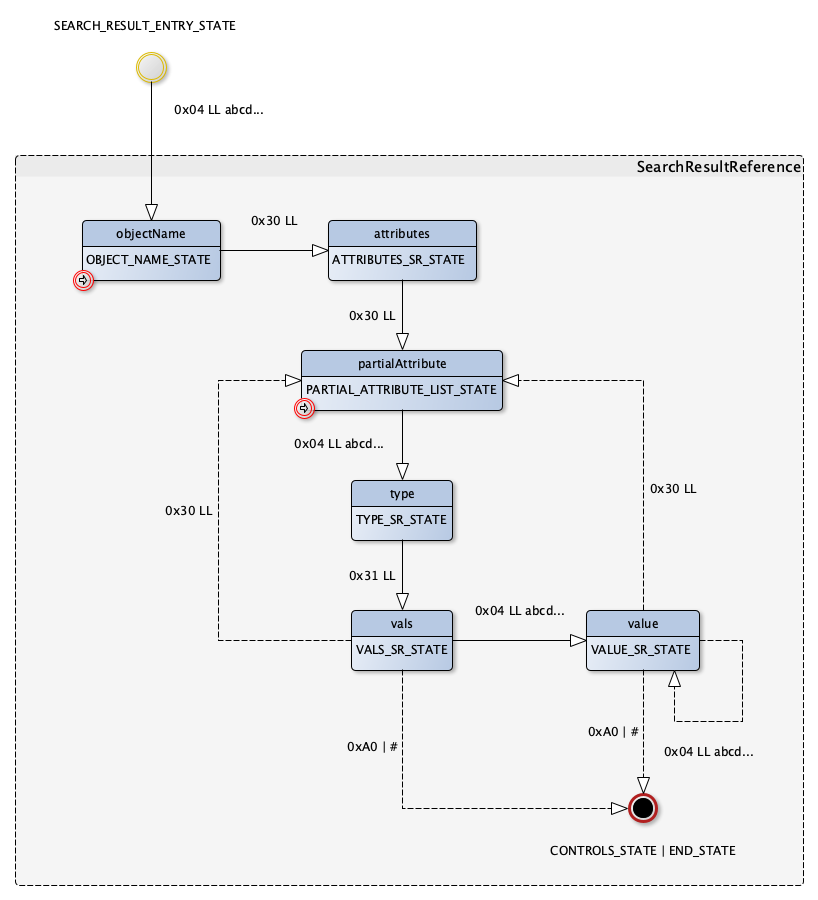 SEARCH_RESULT_ENTRY_STATE
0x04 LL abcd...
SearchResultReference
objectName
OBJECT_NAME_STATE
0x30 LL
attributes
ATTRIBUTES_SR_STATE
0x30 LL
partialAttribute
PARTIAL_ATTRIBUTE_LIST_STATE
0x04 LL abcd...
0x30 LL
0x30 LL
type
TYPE_SR_STATE
0x31 LL
vals
VALS_SR_STATE
0x04 LL abcd...
value
VALUE_SR_STATE
0xA0 | #
0xA0 | #
0x04 LL abcd...
CONTROLS_STATE | END_STATE